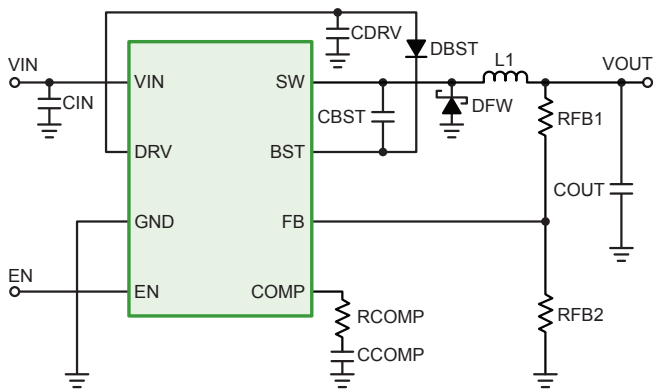 CDRV
DBST
VIN
L1
VOUT
VIN
SW
CIN
CBST
DFW
RFB1
DRV
BST
COUT
GND
FB
EN
EN
COMP
RCOMP
RFB2
CCOMP